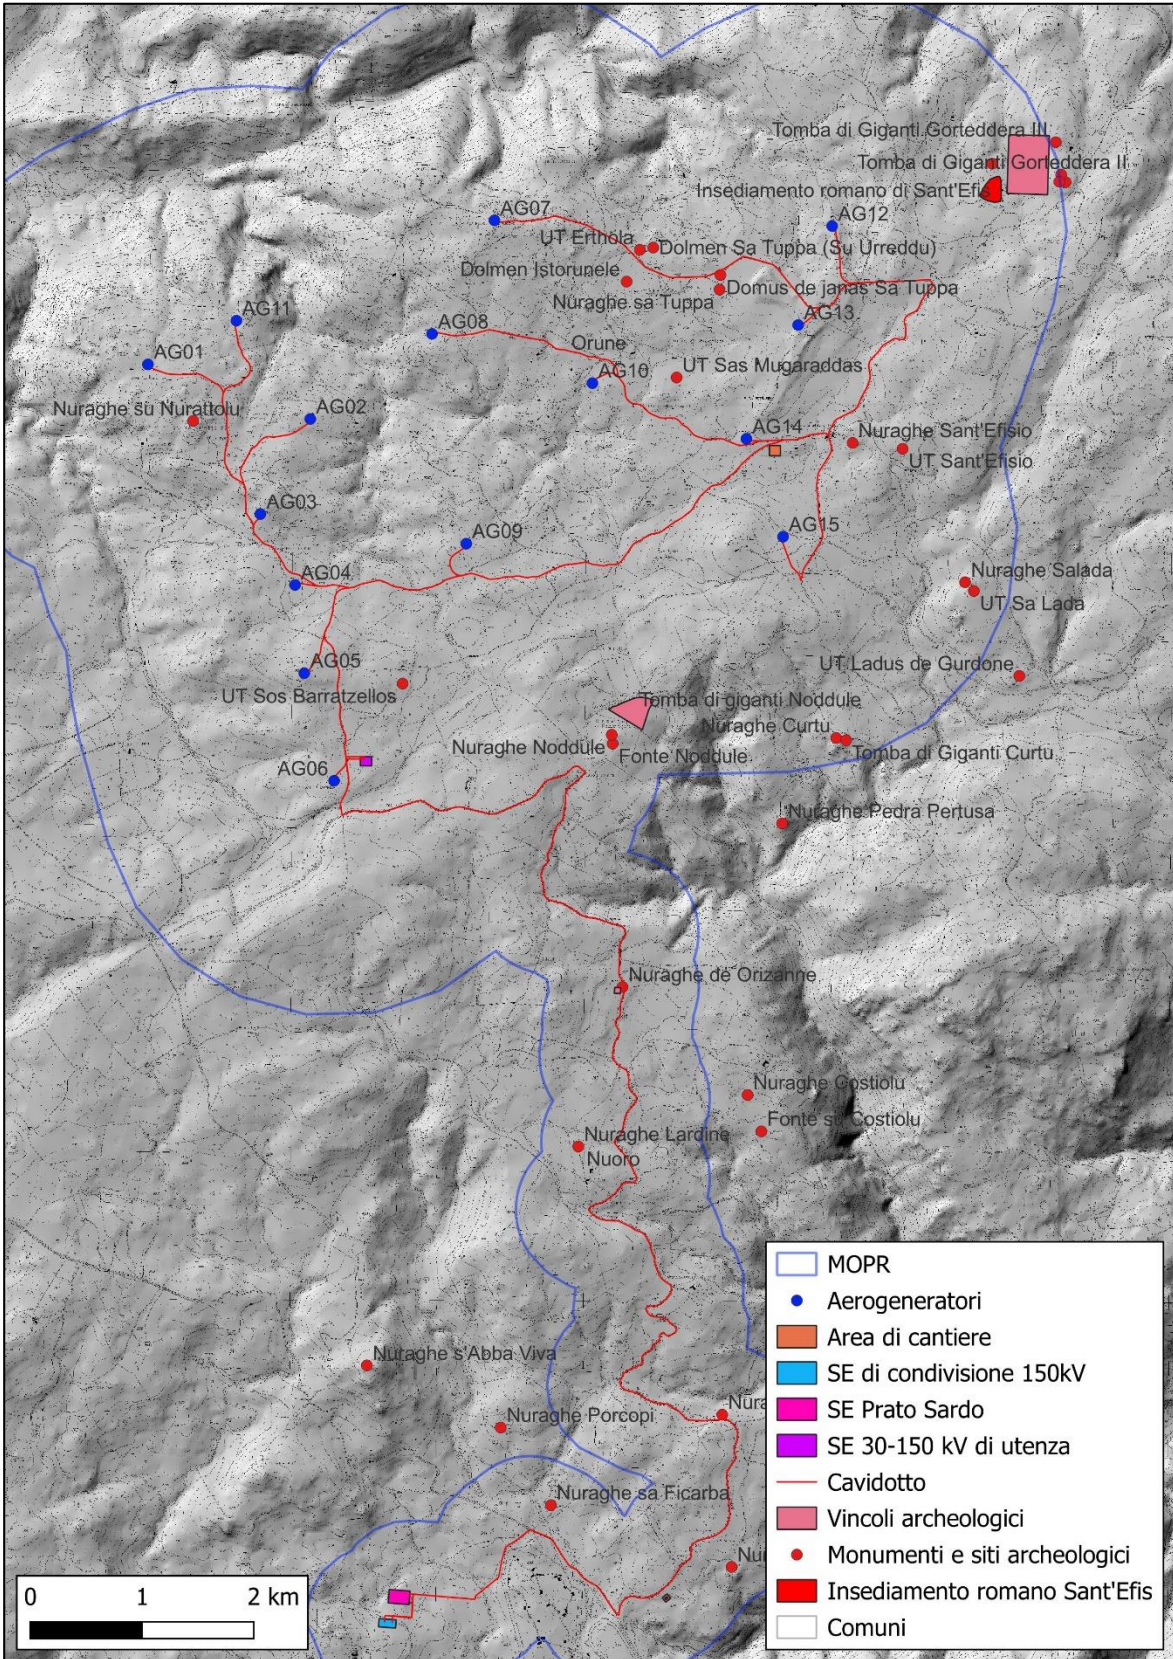 Tomba di Giganti Gorteddera III
Tomba di Giganti Gorteddera II
Insediamento romano di Sant'Efis
AG07
AG12
UT Erthola
Dolmen Sa Tuppa (Su Urreddu)
Dolmen Istorunele
Domus de janas Sa Tuppa
Nuraghe sa Tuppa
AG11
AG08
AG13
Orune
AG01
AG10
UT Sas Mugaraddas
Nuraghe su Nurattolu
AG02
AG14
Nuraghe Sant'Efisio
UT Sant'Efisio
AG03
AG09
AG15
Nuraghe Salada
AG04
UT Sa Lada
AG05
UT Ladus de Gurdone
UT Sos Barratzellos
Tomba di giganti Noddule
Nuraghe Curtu
Nuraghe Noddule
Fonte Noddule
Tomba di Giganti Curtu
AG06
Nuraghe Pedra Pertusa
Nuraghe de Orizanne
Nuraghe Costiolu
Fonte su Costiolu
Nuraghe Lardine
Nuoro
Nuraghe s'Abba Viva
Nuraghe Porcopi
Nura
Nuraghe sa Ficarba
Nu
MOPR
Aerogeneratori
Area di cantiere
SE di condivisione 150kV
SE Prato Sardo
SE 30-150 kV di utenza
Cavidotto
Vincoli archeologici
Monumenti e siti archeologici
Insediamento romano Sant'Efis
Comuni
0 1 2 km